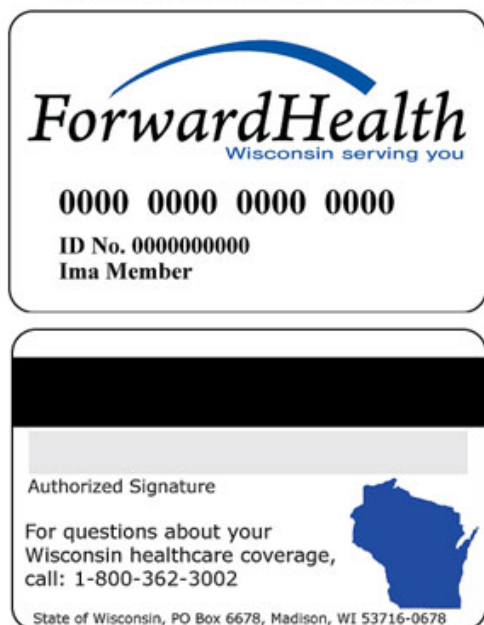 ForwardHealth
Wisconsin serving you
0000 0000 0000 0000
ID No. 0000000000
Ima Member
Authorized Signature
For questions about your
Wisconsin healthcare coverage,
call: 1-800-362-3002
State of Wisconsin, PO Box 6678, Madison, WI 53716-0678